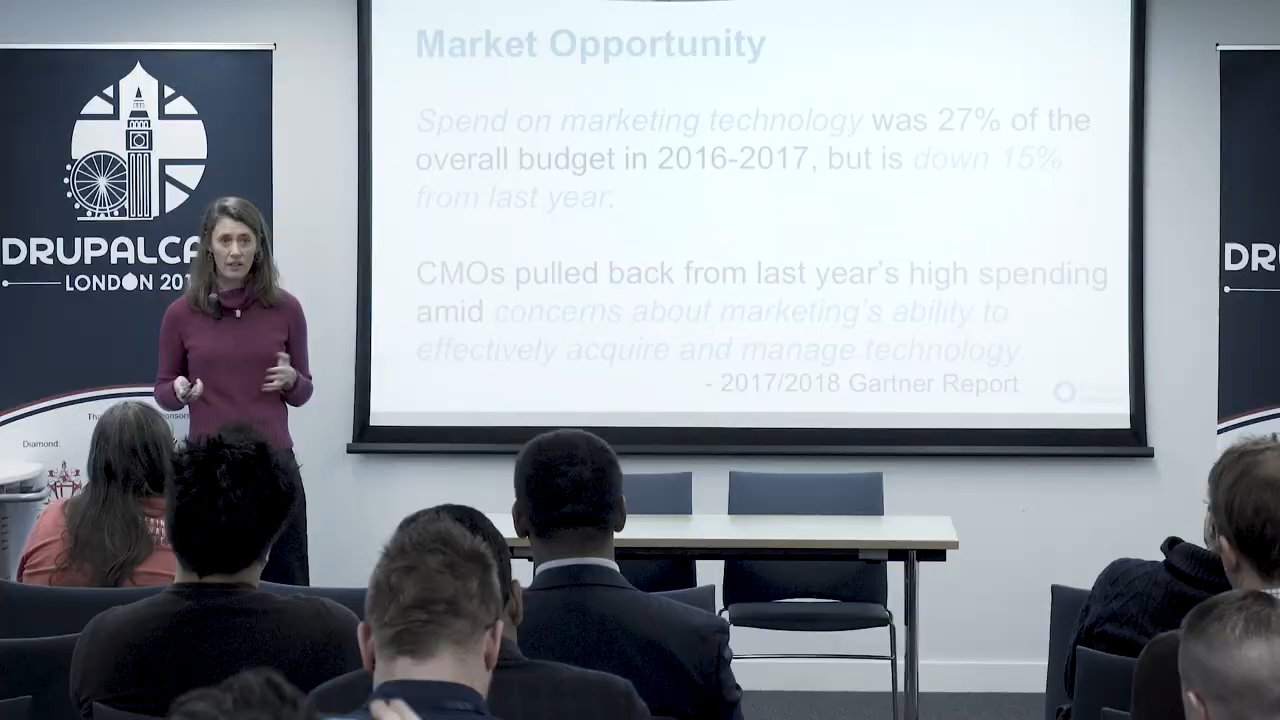 Market Opportunity
Spend on marketing technology was 27% of the
overall budget in 2016-2017, but is down 15%
from last year.
CMOs pulled back from last year's high spending
amid concerns about marketing's ability to
effectively acquire and manage technology.
- 2017/2018 Gartner Report
DRUPALCA
LONDON 201
Diamond:
DR